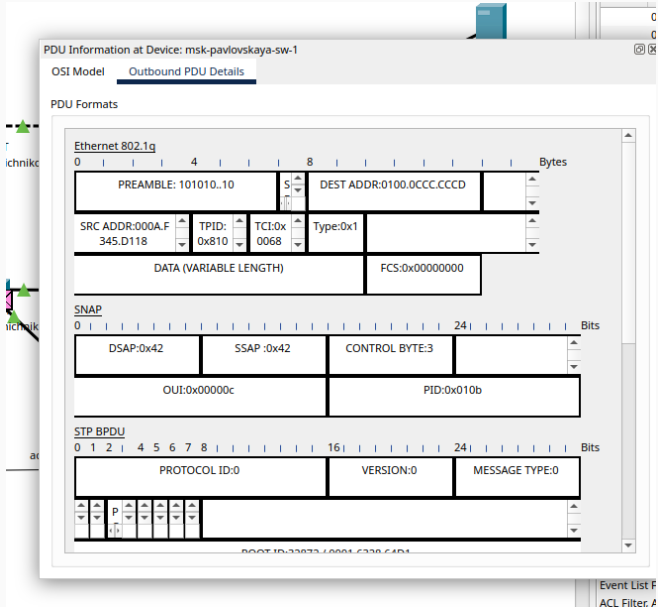 0
0
PDU Information at Device: msk-pavlovskaya-sw-1
OSI Model Outbound PDU Details
PDU Formats
Ethernet 802.1q
0 4 8 Bytes
PREAMBLE: 101010..10 S DEST ADDR:0100.0CCC.CCCD
SRC ADDR:000A.F345.D118 TPID:0x810 TCI:0x0068 Type:0x1
DATA (VARIABLE LENGTH) FCS:0x00000000
SNAP
0 24 Bits
DSAP:0x42 SSAP :0x42 CONTROL BYTE:3
OUI:0x00000c PID:0x010b
STP BPDU
0 1 2 4 5 6 7 8 16 24 Bits
PROTOCOL ID:0 VERSION:0 MESSAGE TYPE:0
P
Event List F
ACL Filter, A